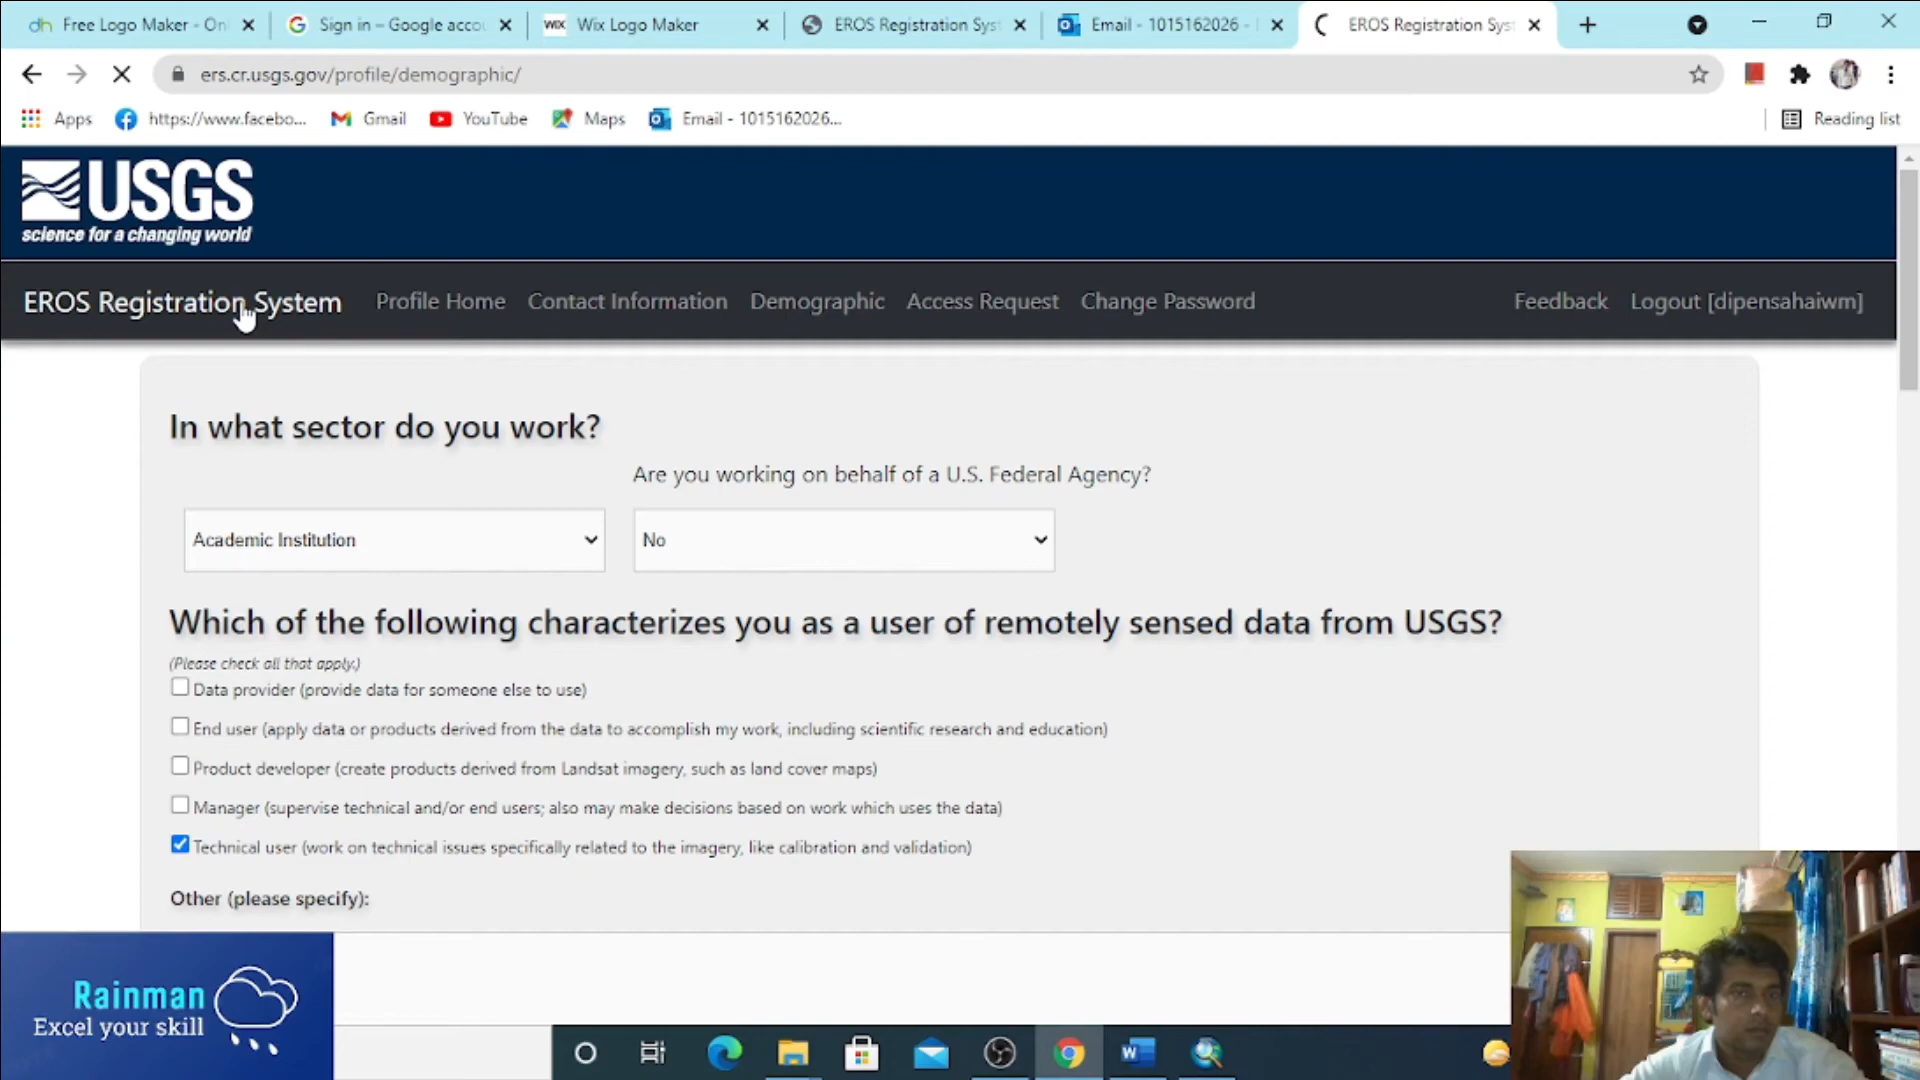 Free Logo Maker - On
Sign in – Google acco
WIX Wix Logo Maker
EROS Registration Sys
Email - 1015162026 -
EROS Registration Sys
ers.cr.usgs.gov/profile/demographic/
Apps
https://www.facebo...
Gmail
YouTube
Maps
Email - 1015162026...
Reading list
USGS
science for a changing world
EROS Registration System
Profile Home
Contact Information
Demographic
Access Request
Change Password
Feedback
Logout [dipensahaiwm]
In what sector do you work?
Are you working on behalf of a U.S. Federal Agency?
Academic Institution
No
Which of the following characterizes you as a user of remotely sensed data from USGS?
(Please check all that apply.)
Data provider (provide data for someone else to use)
End user (apply data or products derived from the data to accomplish my work, including scientific research and education)
Product developer (create products derived from Landsat imagery, such as land cover maps)
Manager (supervise technical and/or end users; also may make decisions based on work which uses the data)
Technical user (work on technical issues specifically related to the imagery, like calibration and validation)
Other (please specify):
Rainman
Excel your skill